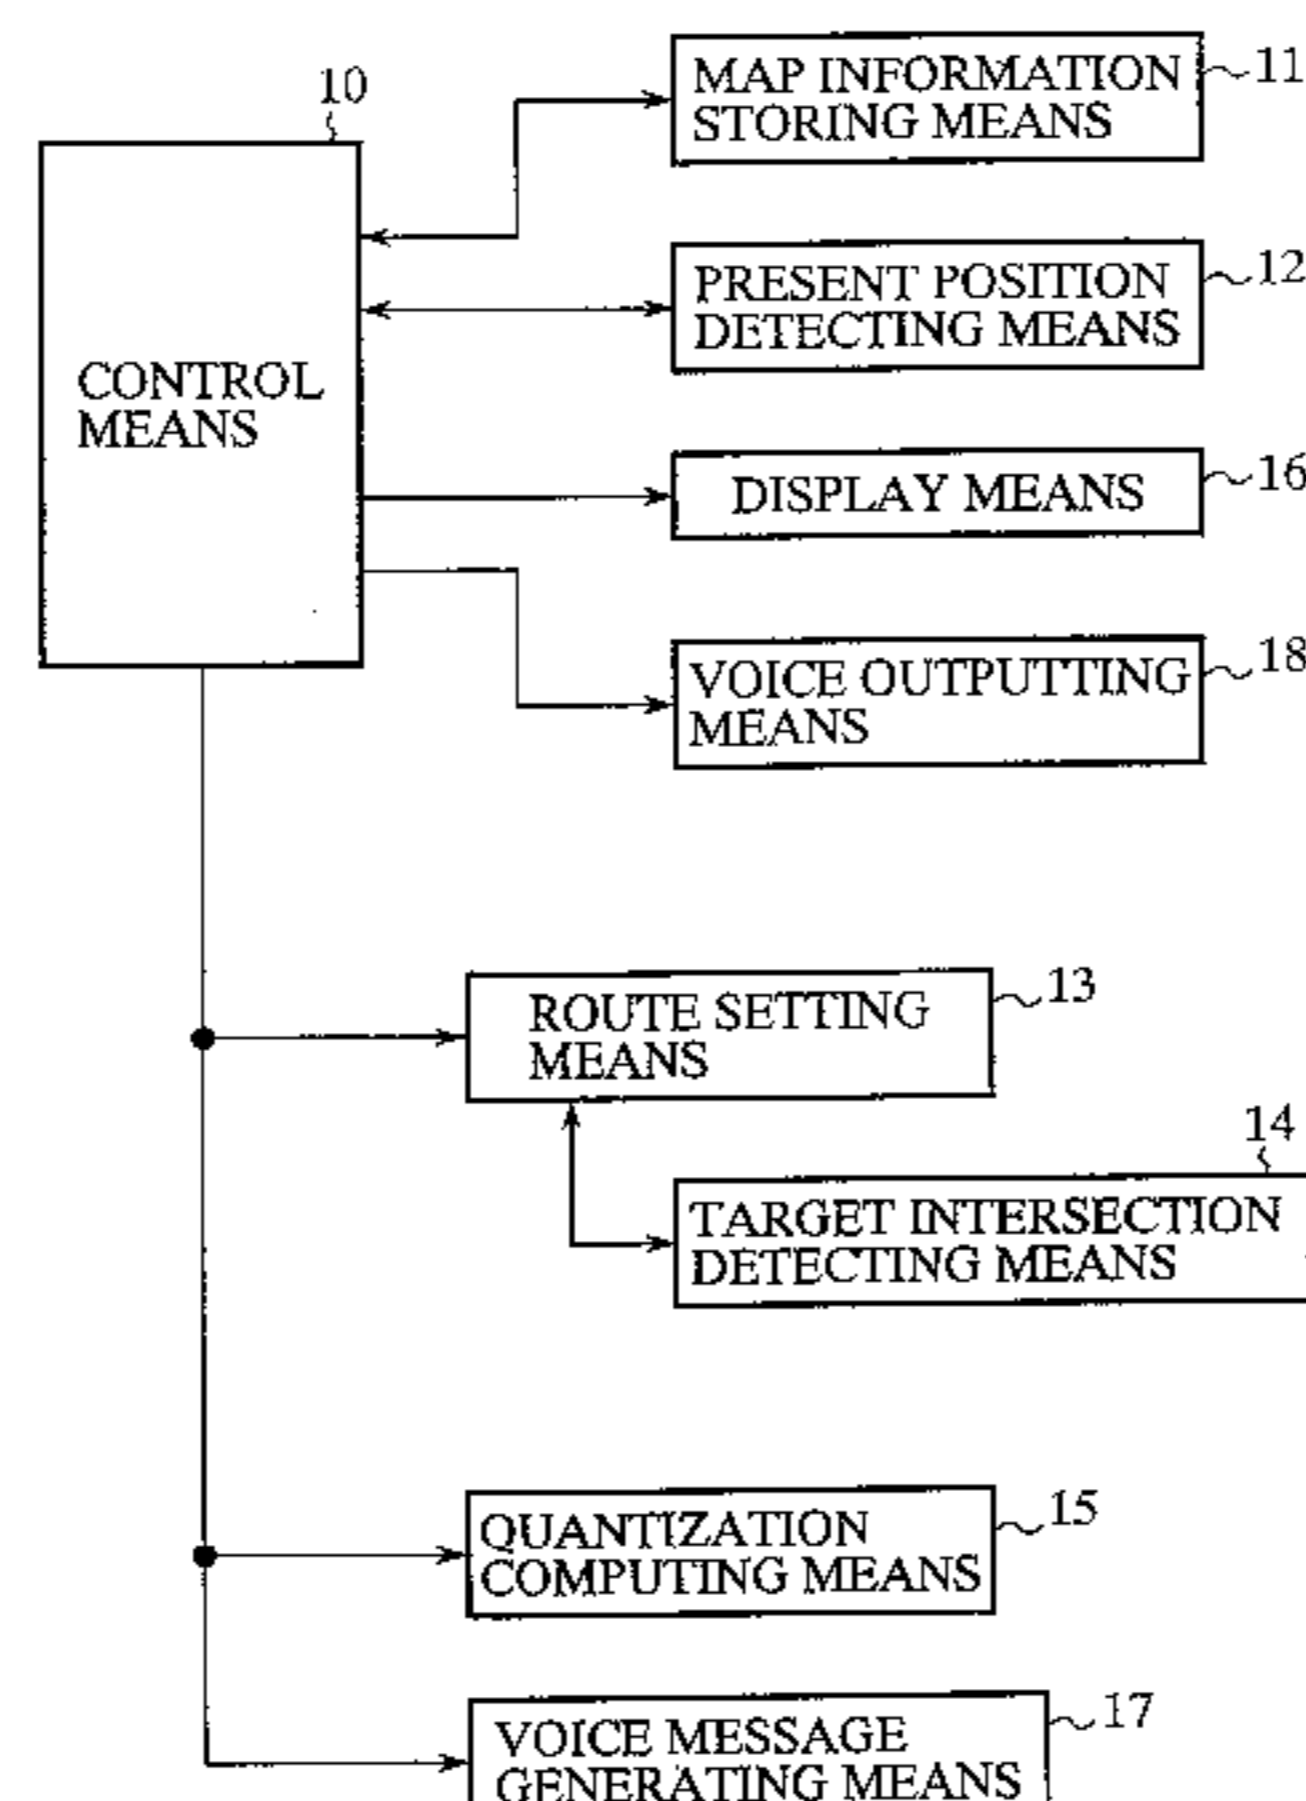 10
CONTROL
MEANS
MAP INFORMATION
STORING MEANS
11
PRESENT POSITION
DETECTING MEANS
12
DISPLAY MEANS
16
VOICE OUTPUTTING
MEANS
18
ROUTE SETTING
MEANS
13
14
TARGET INTERSECTION
DETECTING MEANS
QUANTIZATION
COMPUTING MEANS
15
VOICE MESSAGE
GENERATING MEANS
17